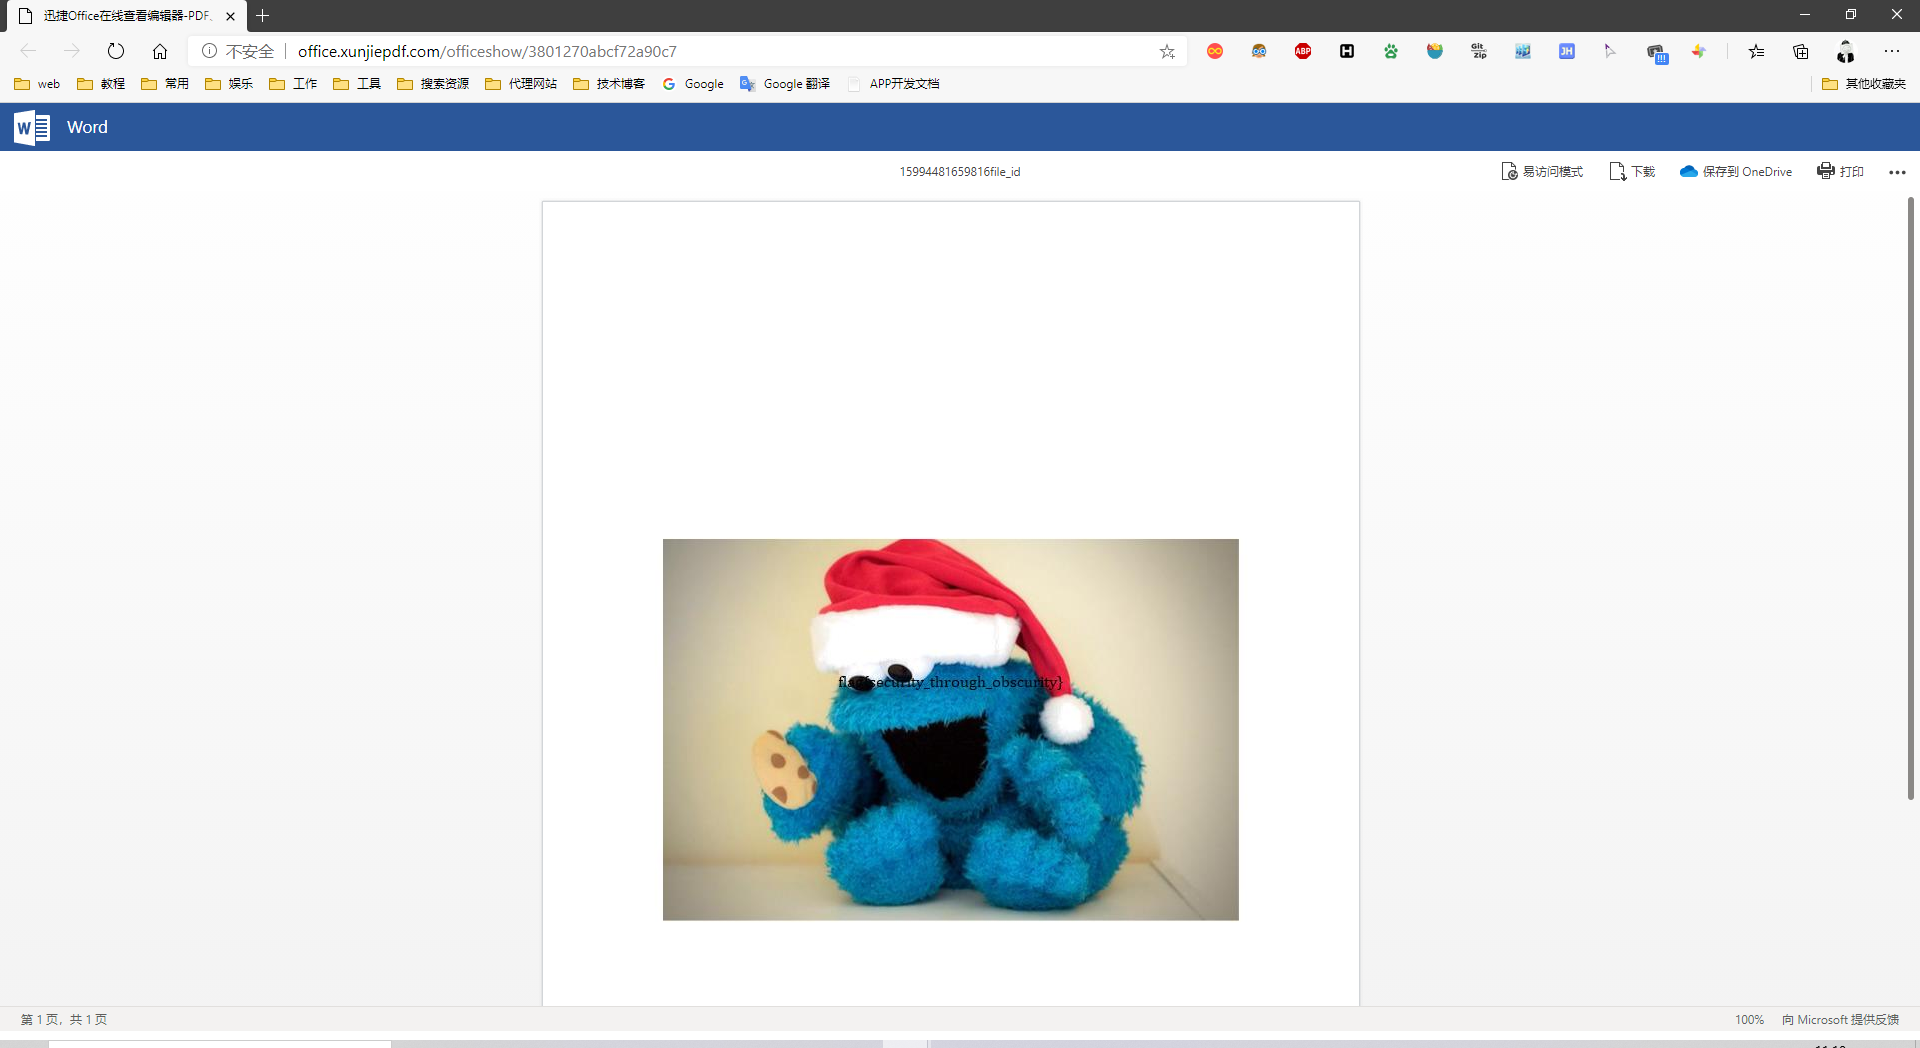 迅捷Office在线查看编辑器-PDF、
不安全 office.xunjiepdf.com/officeshow/3801270abcf72a90c7
ABP
H
Git Zip
JH
!!!
web 教程 常用 娱乐 工作 工具 搜索资源 代理网站 技术博客 Google Google 翻译 APP开发文档 其他收藏夹
W Word
15994481659816file_id 易访问模式 下载 保存到 OneDrive 打印
flag{security_through_obscurity}
第 1 页，共 1 页 100% 向 Microsoft 提供反馈